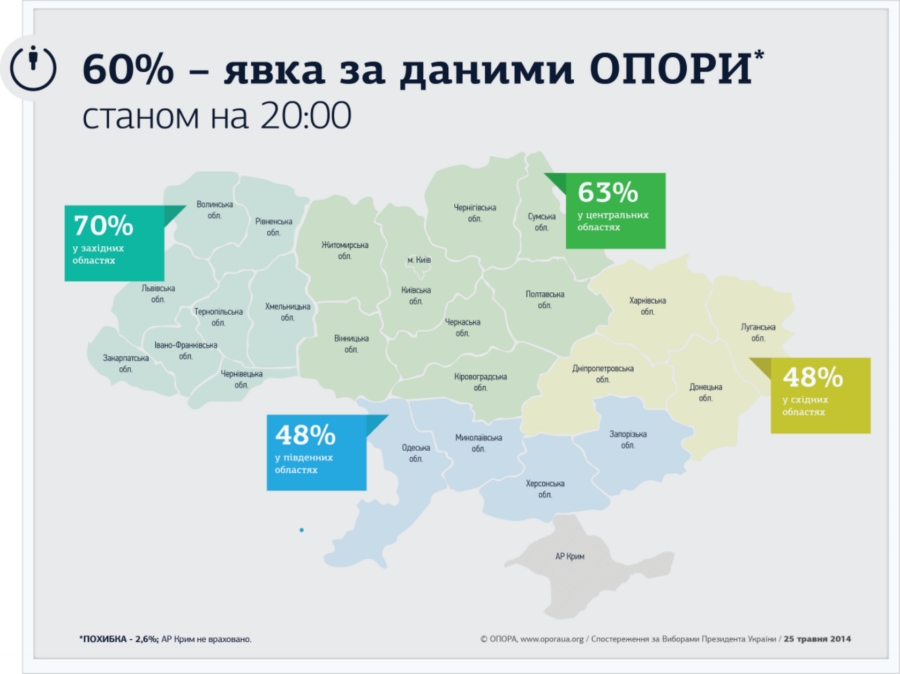 60% – явка за даними ОПОРИ*
станом на 20:00
70%
у західних
областях
63%
у центральних
областях
48%
у східних
областях
48%
у південних
областях
Волинська
обл.
Рівненська
обл.
Житомирська
обл.
м. Київ
Київська
обл.
Чернігівська
обл.
Сумська
обл.
Львівська
обл.
Тернопільська
обл.
Хмельницька
обл.
Івано-Франківська
обл.
Закарпатська
обл.
Чернівецька
обл.
Вінницька
обл.
Черкаська
обл.
Полтавська
обл.
Кіровоградська
обл.
Харківська
обл.
Луганська
обл.
Дніпропетровська
обл.
Донецька
обл.
Одеська
обл.
Миколаївська
обл.
Херсонська
обл.
Запорізька
обл.
АР Крим
*ПОХИБКА - 2,6%; АР Крим не враховано.
© ОПОРА, www.oporaua.org / Спостереження за Виборами Президента України / 25 травня 2014